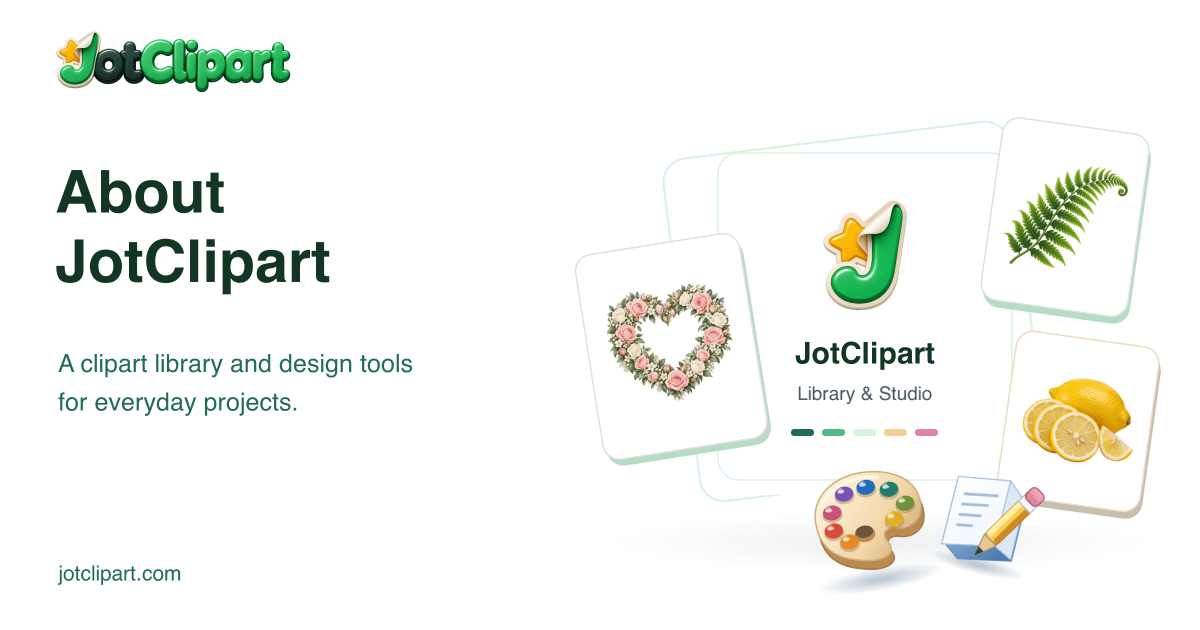 JotClipart
About
JotClipart
A clipart library and design tools
for everyday projects.
jotclipart.com
J
JotClipart
Library & Studio